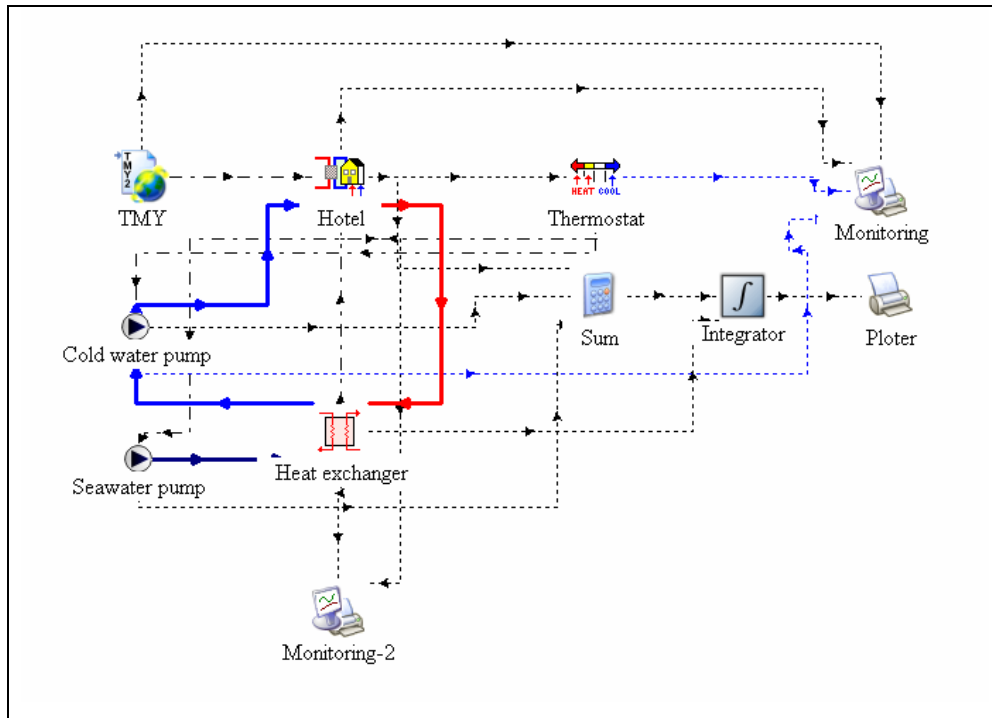 TMY2
TMY
Hotel
HEAT COOL
Thermostat
Monitoring
Cold water pump
Sum
∫
Integrator
Ploter
Seawater pump
Heat exchanger
Monitoring-2